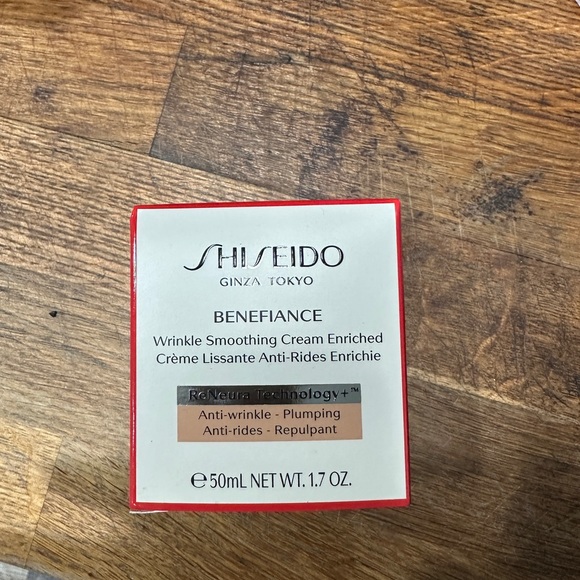 SHISEIDO
GINZA TOKYO
BENEFIANCE
Wrinkle Smoothing Cream Enriched
Crème Lissante Anti-Rides Enrichie
ReNeura Technology+™
Anti-wrinkle - Plumping
Anti-rides - Repulpant
℮50mL NET WT. 1.7 OZ.